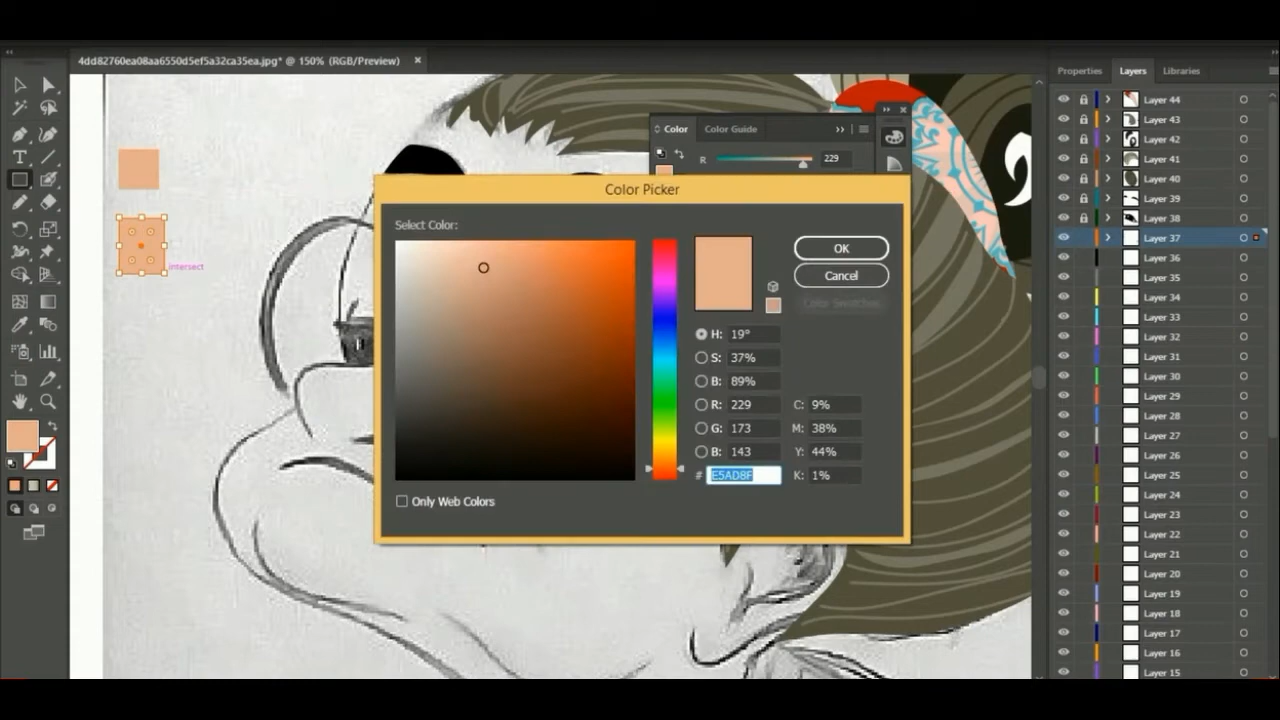 4dd82760ea08aa6550d5ef5a32ca35ea.jpg* @ 150% (RGB/Preview)
Properties
Layers
Libraries
Color
Color Guide
R
229
intersect
Color Picker
Select Color:
OK
Cancel
Color Swatches
H: 19°
S: 37%
B: 89%
R: 229
C: 9%
G: 173
M: 38%
B: 143
Y: 44%
# E5AD8F
K: 1%
Only Web Colors
Layer 44
Layer 43
Layer 42
Layer 41
Layer 40
Layer 39
Layer 38
Layer 37
Layer 36
Layer 35
Layer 34
Layer 33
Layer 32
Layer 31
Layer 30
Layer 29
Layer 28
Layer 27
Layer 26
Layer 25
Layer 24
Layer 23
Layer 22
Layer 21
Layer 20
Layer 19
Layer 18
Layer 17
Layer 16
Layer 15